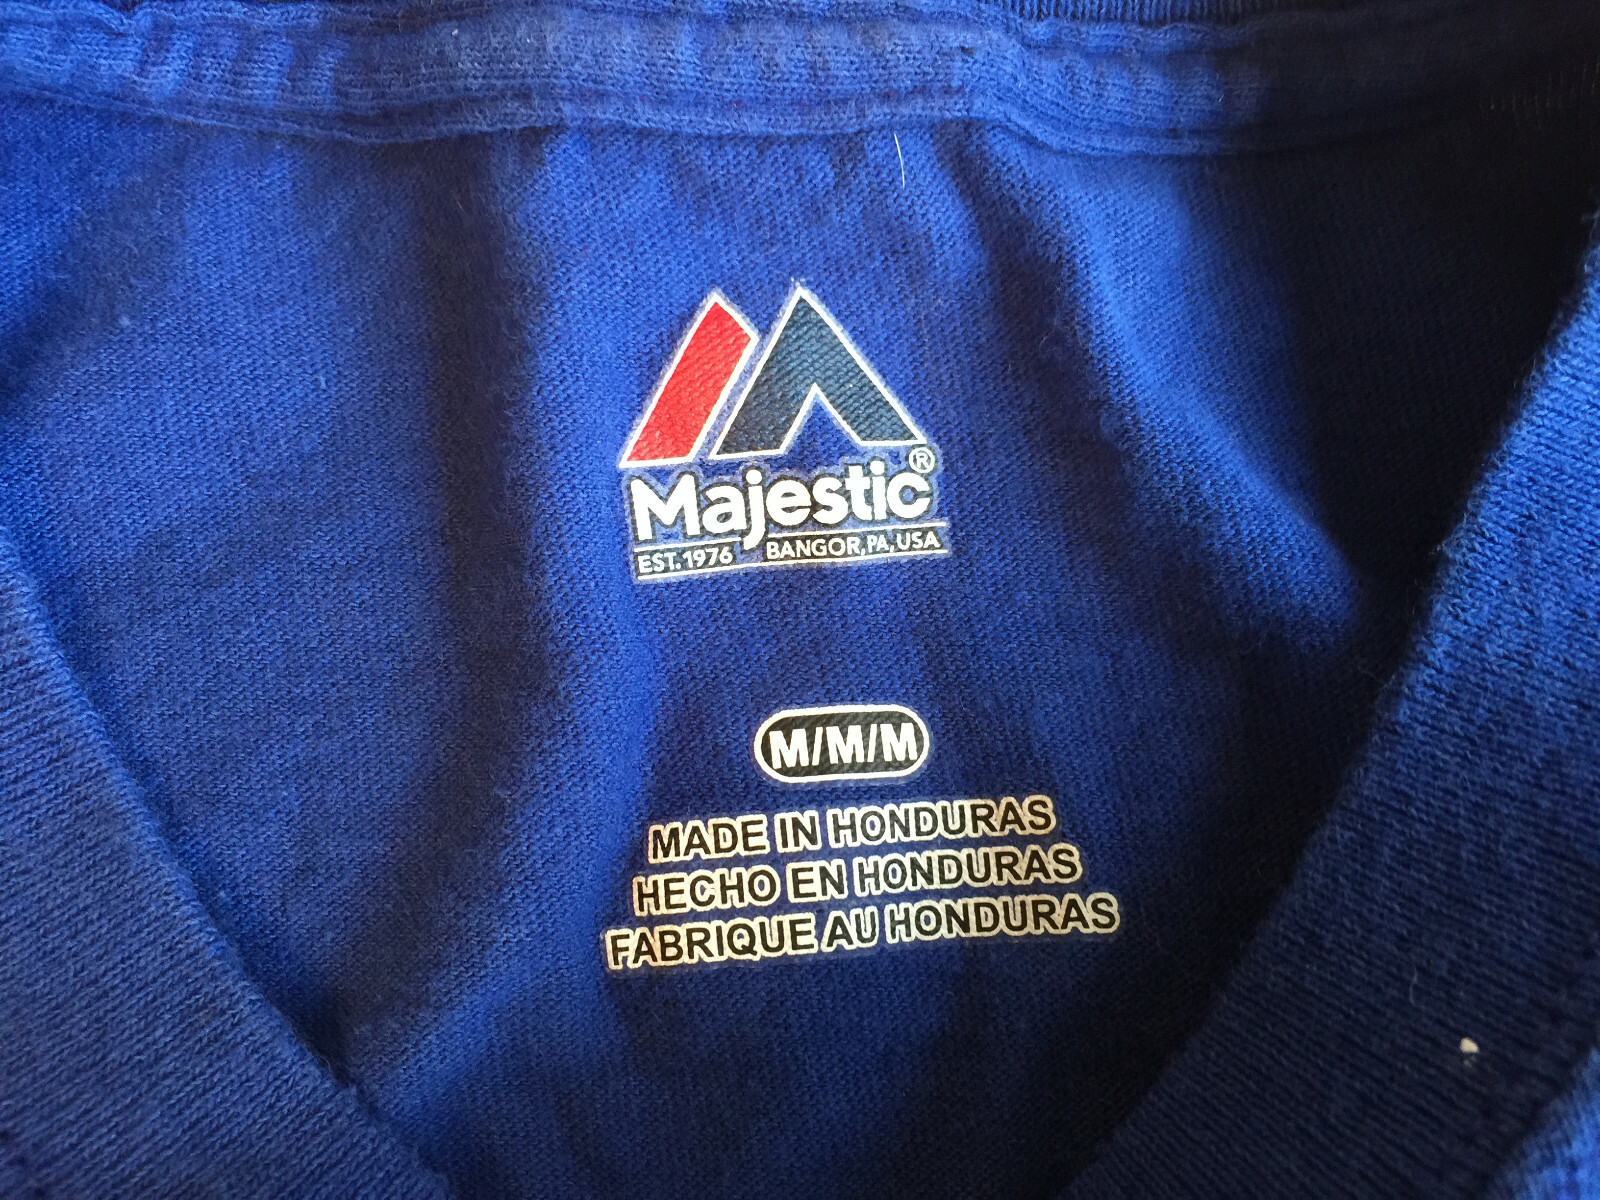 Majestic®
EST. 1976 BANGOR, PA, USA
M/M/M
MADE IN HONDURAS
HECHO EN HONDURAS
FABRIQUE AU HONDURAS